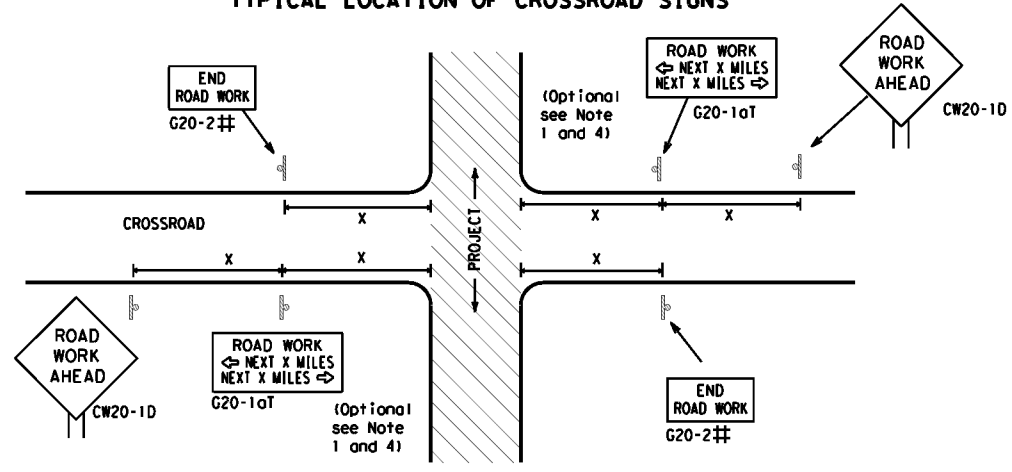 TYPICAL LOCATION OF CROSSROAD SIGNS
END
ROAD WORK
G20-2#
(Optional
see Note
1 and 4)
ROAD WORK
⇦ NEXT X MILES
NEXT X MILES ⇨
G20-1aT
ROAD
WORK
AHEAD
CW20-1D
X
X
X
CROSSROAD
PROJECT
X
X
X
ROAD
WORK
AHEAD
CW20-1D
ROAD WORK
⇦ NEXT X MILES
NEXT X MILES ⇨
G20-1aT
(Optional
see Note
1 and 4)
END
ROAD WORK
G20-2#